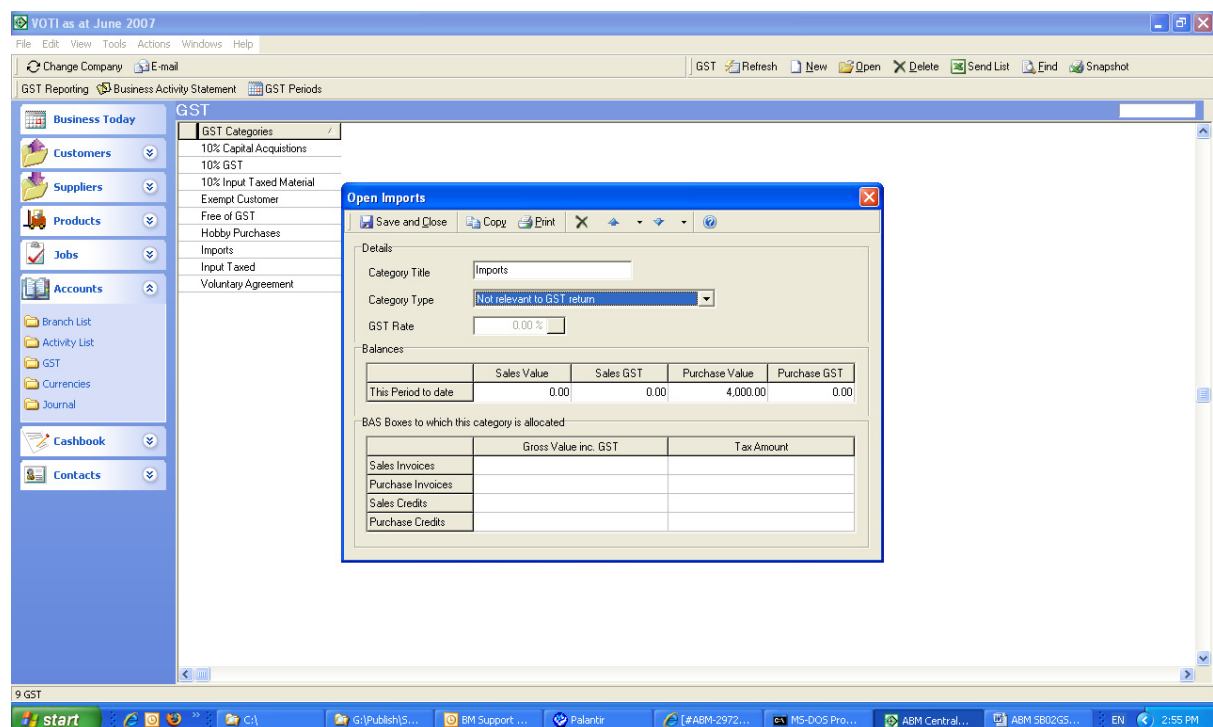 VOTI as at June 2007
File Edit View Tools Actions Windows Help
Change Company E-mail GST Refresh New Open Delete Send List Find Snapshot
GST Reporting Business Activity Statement GST Periods
Business Today
Customers
Suppliers
Products
Jobs
Accounts
Branch List
Activity List
GST
Currencies
Journal
Cashbook
Contacts
GST
GST Categories
10% Capital Acquistions
10% GST
10% Input Taxed Material
Exempt Customer
Free of GST
Hobby Purchases
Imports
Input Taxed
Voluntary Agreement
Open Imports
Save and Close Copy Print
Details
Category Title Imports
Category Type Not relevant to GST return
GST Rate 0.00 %
Balances
Sales Value Sales GST Purchase Value Purchase GST
This Period to date 0.00 0.00 4,000.00 0.00
BAS Boxes to which this category is allocated
Gross Value inc. GST Tax Amount
Sales Invoices
Purchase Invoices
Sales Credits
Purchase Credits
9 GST
start C:\ G:\Publish\S... BM Support ... Palantir [#ABM-2972... MS-DOS Pro... ABM Central... ABM SB02GS... EN 2:55 PM